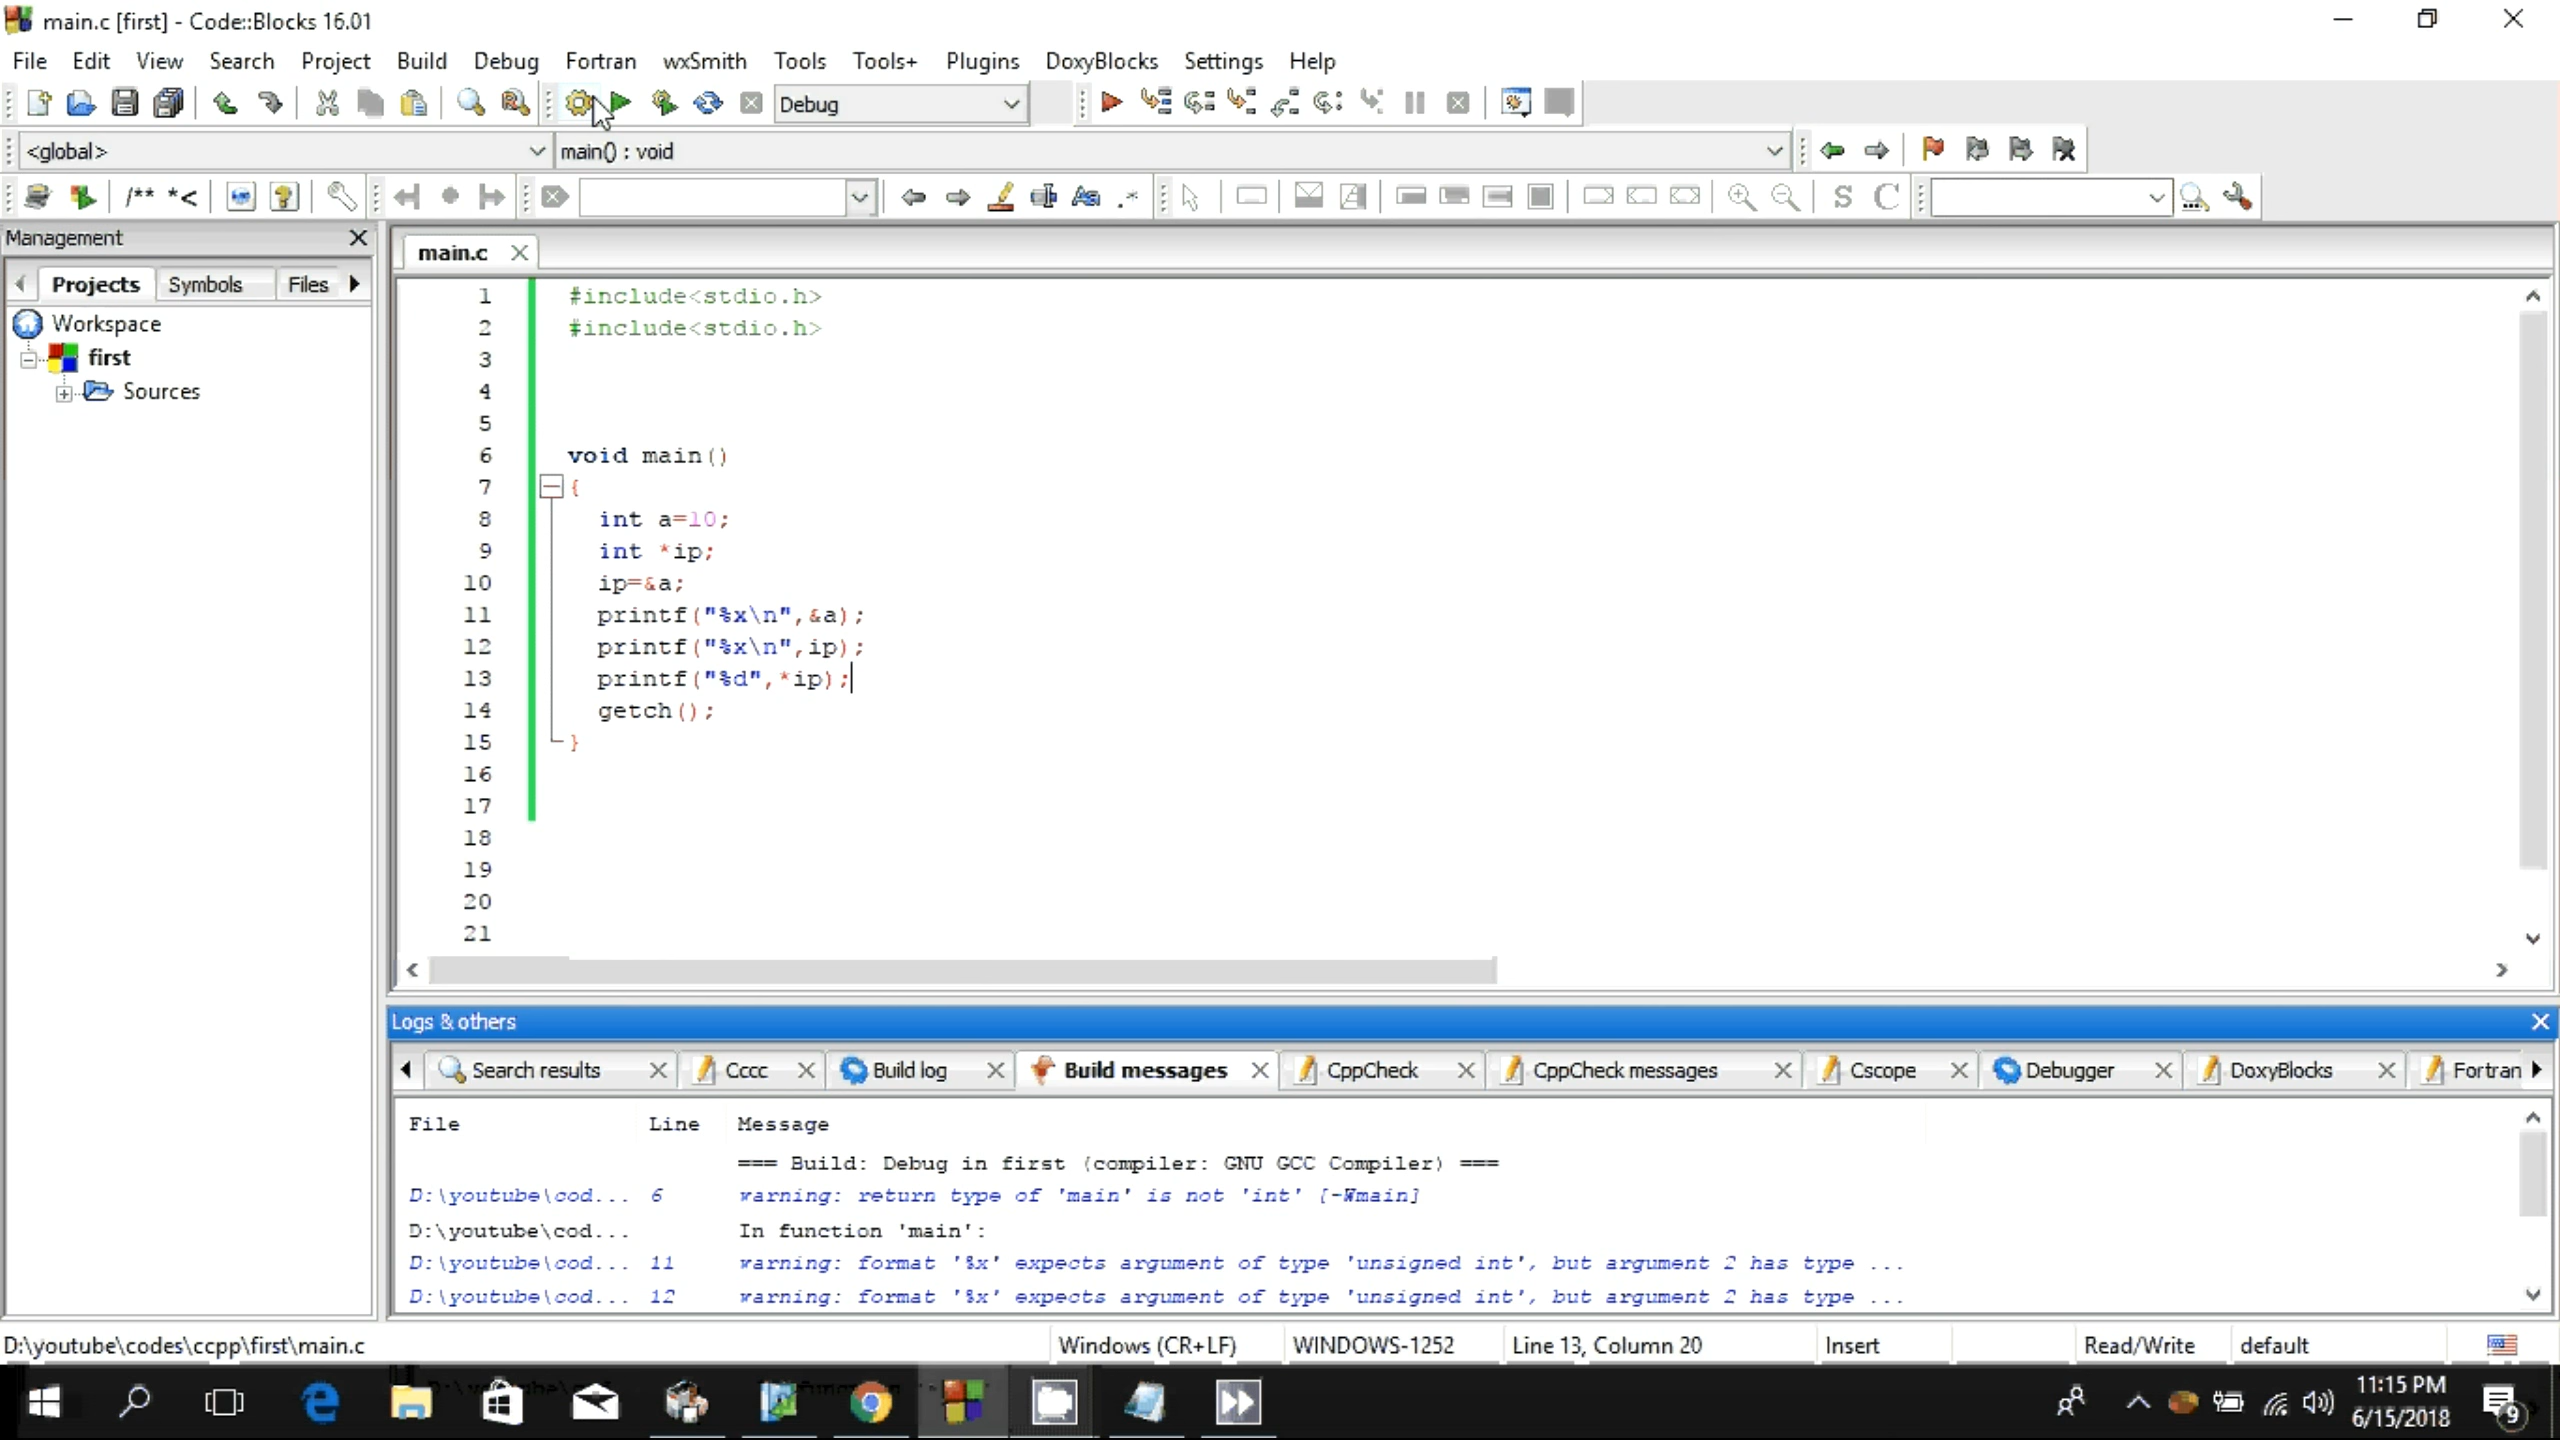 main.c [first] - Code::Blocks 16.01
File Edit View Search Project Build Debug Fortran wxSmith Tools Tools+ Plugins DoxyBlocks Settings Help
Debug
<global> main() : void
/** *<
S C
Management
main.c
Projects Symbols Files
Workspace
first
Sources
1 #include<stdio.h>
2 #include<stdio.h>
3
4
5
6 void main()
7 {
8 int a=10;
9 int *ip;
10 ip=&a;
11 printf("%x\n",&a);
12 printf("%x\n",ip);
13 printf("%d",*ip);
14 getch();
15 }
16
17
18
19
20
21
Logs & others
Search results Cccc Build log Build messages CppCheck CppCheck messages Cscope Debugger DoxyBlocks Fortran
File Line Message
=== Build: Debug in first (compiler: GNU GCC Compiler) ===
D:\youtube\cod... 6 warning: return type of 'main' is not 'int' [-Wmain]
D:\youtube\cod... In function 'main':
D:\youtube\cod... 11 warning: format '%x' expects argument of type 'unsigned int', but argument 2 has type ...
D:\youtube\cod... 12 warning: format '%x' expects argument of type 'unsigned int', but argument 2 has type ...
D:\youtube\codes\ccpp\first\main.c Windows (CR+LF) WINDOWS-1252 Line 13, Column 20 Insert Read/Write default
11:15 PM
6/15/2018
9